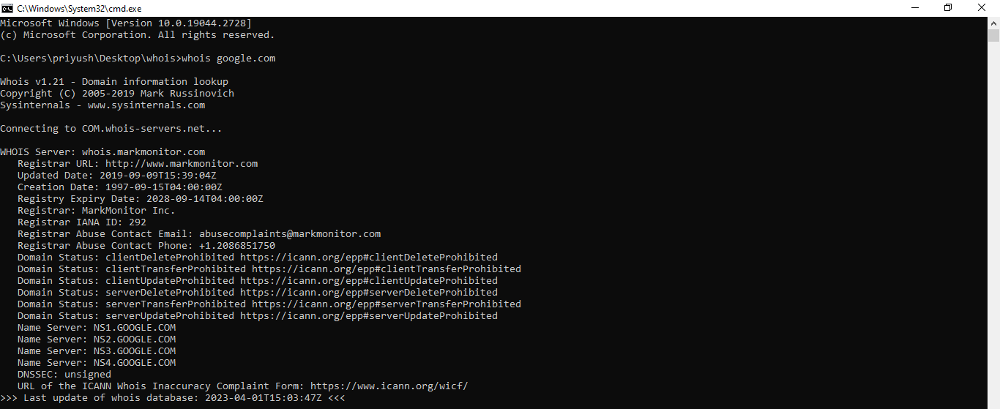 C:\Windows\System32\cmd.exe
Microsoft Windows [Version 10.0.19044.2728]
(c) Microsoft Corporation. All rights reserved.
C:\Users\priyush\Desktop\whois>whois google.com
Whois v1.21 - Domain information lookup
Copyright (C) 2005-2019 Mark Russinovich
Sysinternals - www.sysinternals.com
Connecting to COM.whois-servers.net...
WHOIS Server: whois.markmonitor.com
Registrar URL: http://www.markmonitor.com
Updated Date: 2019-09-09T15:39:04Z
Creation Date: 1997-09-15T04:00:00Z
Registry Expiry Date: 2028-09-14T04:00:00Z
Registrar: MarkMonitor Inc.
Registrar IANA ID: 292
Registrar Abuse Contact Email: abusecomplaints@markmonitor.com
Registrar Abuse Contact Phone: +1.2086851750
Domain Status: clientDeleteProhibited https://icann.org/epp#clientDeleteProhibited
Domain Status: clientTransferProhibited https://icann.org/epp#clientTransferProhibited
Domain Status: clientUpdateProhibited https://icann.org/epp#clientUpdateProhibited
Domain Status: serverDeleteProhibited https://icann.org/epp#serverDeleteProhibited
Domain Status: serverTransferProhibited https://icann.org/epp#serverTransferProhibited
Domain Status: serverUpdateProhibited https://icann.org/epp#serverUpdateProhibited
Name Server: NS1.GOOGLE.COM
Name Server: NS2.GOOGLE.COM
Name Server: NS3.GOOGLE.COM
Name Server: NS4.GOOGLE.COM
DNSSEC: unsigned
URL of the ICANN Whois Inaccuracy Complaint Form: https://www.icann.org/wicf/
>>> Last update of whois database: 2023-04-01T15:03:47Z <<<